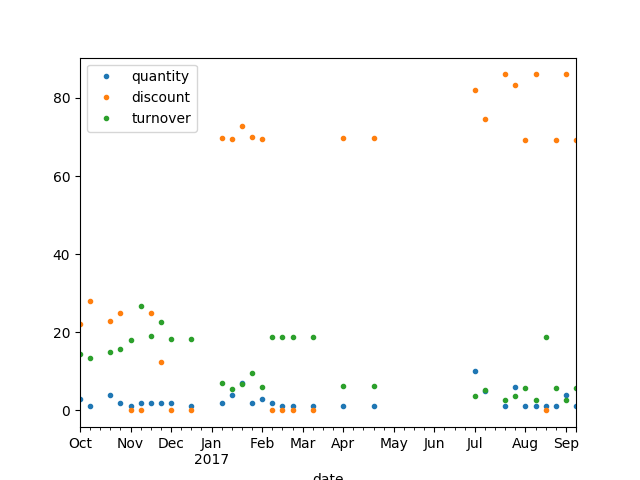 quantity
discount
turnover
80
60
40
20
0
Oct Nov Dec Jan Feb Mar Apr May Jun Jul Aug Sep
2017
date